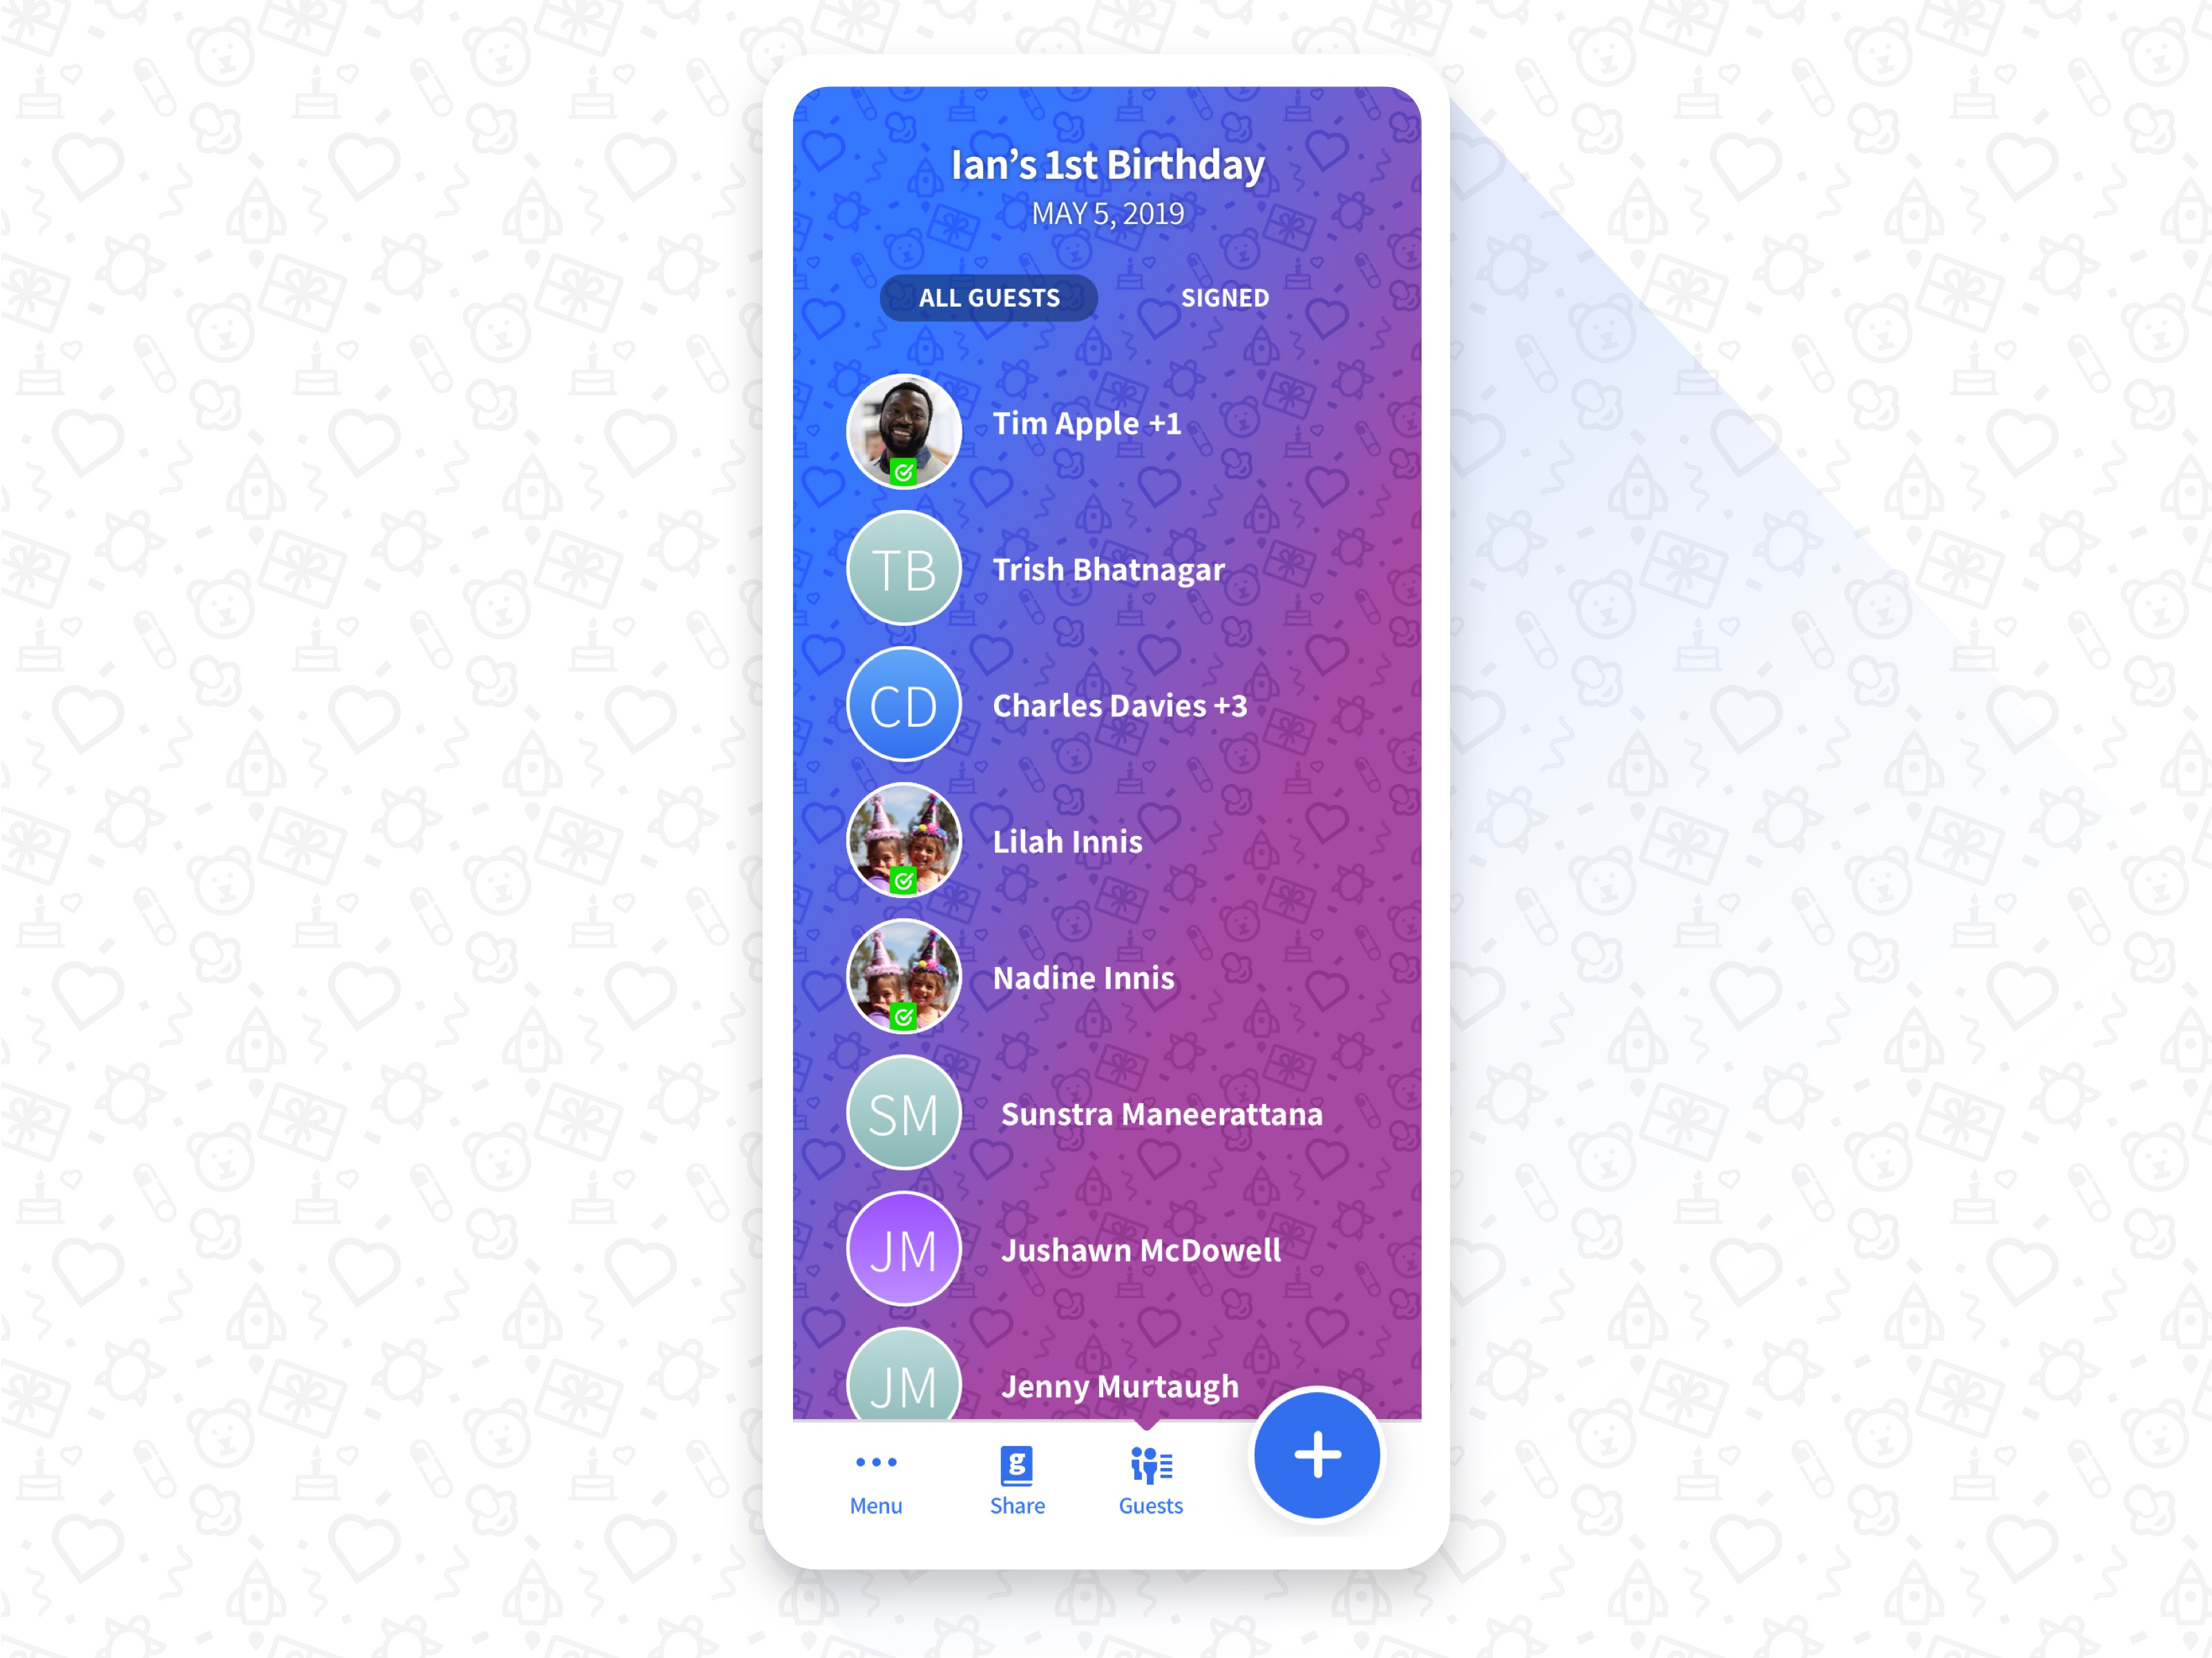 Ian’s 1st Birthday
MAY 5, 2019
ALL GUESTS SIGNED
Tim Apple +1
TB Trish Bhatnagar
CD Charles Davies +3
Lilah Innis
Nadine Innis
SM Sunstra Maneerattana
JM Jushawn McDowell
JM Jenny Murtaugh
g
Menu Share Guests